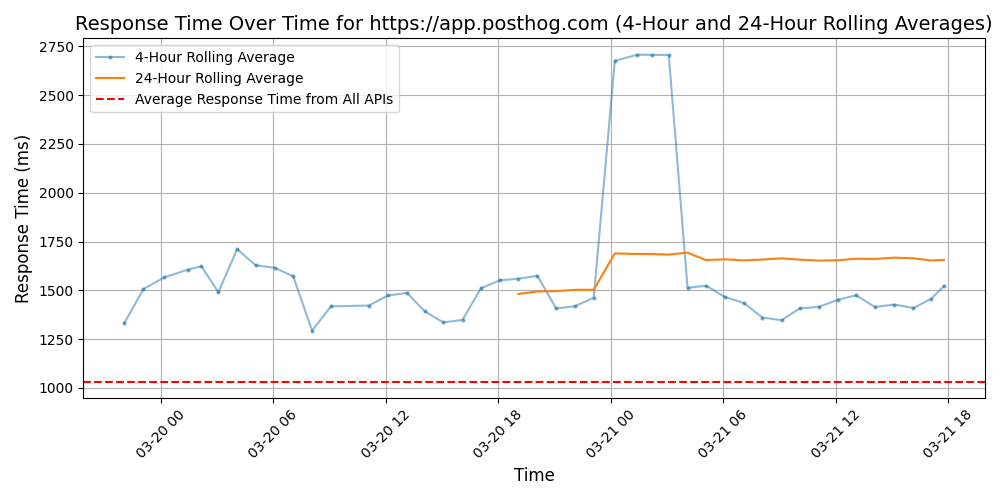 Response Time Over Time for https://app.posthog.com (4-Hour and 24-Hour Rolling Averages)
4-Hour Rolling Average
24-Hour Rolling Average
Average Response Time from All APIs
Response Time (ms)
2750
2500
2250
2000
1750
1500
1250
1000
03-20 00
03-20 06
03-20 12
03-20 18
03-21 00
03-21 06
03-21 12
03-21 18
Time